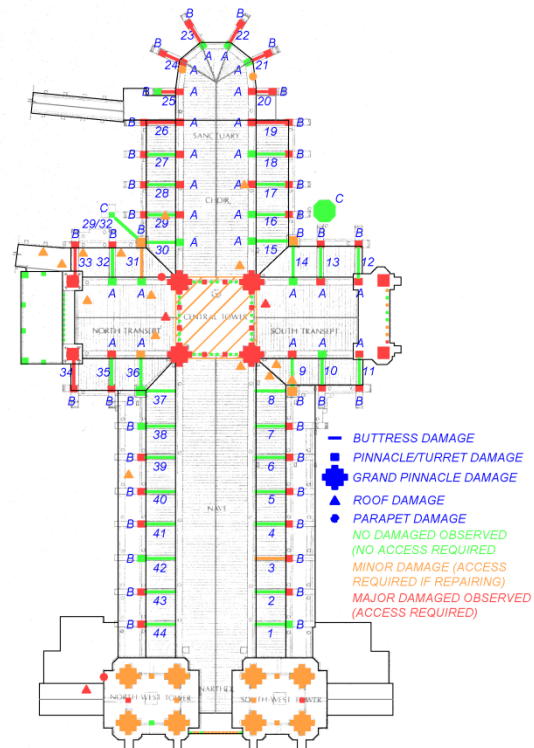 B
B
23
22
B
B
A
A
24
21
A
A
B
B
25
A
A
20
B
A
A
B
26
19
SANCTUARY
B
A
A
B
27
18
B
A
A
B
28
17
CHOIR
C
C
29/32
B
A
A
B
29
16
B
A
A
B
30
15
B
B
B
B
33
32
31
14
13
12
A
A
A
A
CENTRAL TOWER
NORTH TRANSEPT
SOUTH TRANSEPT
A
A
A
A
34
35
36
9
10
11
B
B
B
B
B
B
37
8
B
B
38
7
B
B
39
6
B
B
40
5
B
B
41
4
B
B
42
3
B
B
43
2
B
B
44
1
NAVE
BUTTRESS DAMAGE
PINNACLE/TURRET DAMAGE
GRAND PINNACLE DAMAGE
ROOF DAMAGE
PARAPET DAMAGE
NO DAMAGED OBSERVED
(NO ACCESS REQUIRED
MINOR DAMAGE (ACCESS
REQUIRED IF REPAIRING)
MAJOR DAMAGED OBSERVED
(ACCESS REQUIRED)
NORTH-WEST TOWER
NARTHEX
SOUTH-WEST TOWER